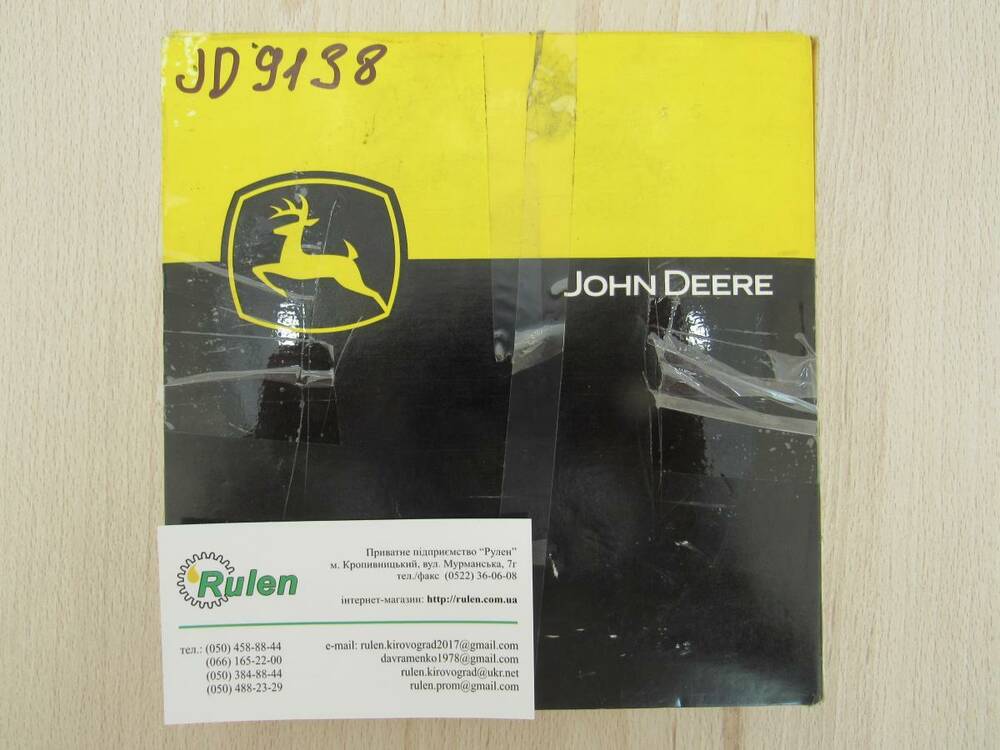 JD 9138
JOHN DEERE
Rulen
Приватне підприємство “Рулен”
м. Кропивницький, вул. Мурманська, 7г
тел./факс (0522) 36-06-08
інтернет-магазин: http://rulen.com.ua
тел.: (050) 458-88-44
(066) 165-22-00
(050) 384-88-44
(050) 488-23-29
e-mail: rulen.kirovograd2017@gmail.com
davramenko1978@gmail.com
rulen.kirovograd@ukr.net
rulen.prom@gmail.com